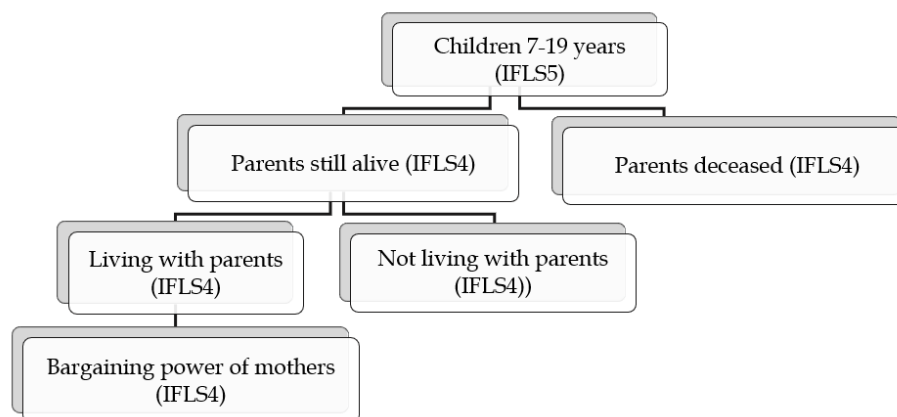 Children 7-19 years
(IFLS5)
Parents still alive (IFLS4)
Parents deceased (IFLS4)
Living with parents
(IFLS4)
Not living with parents
(IFLS4))
Bargaining power of mothers
(IFLS4)